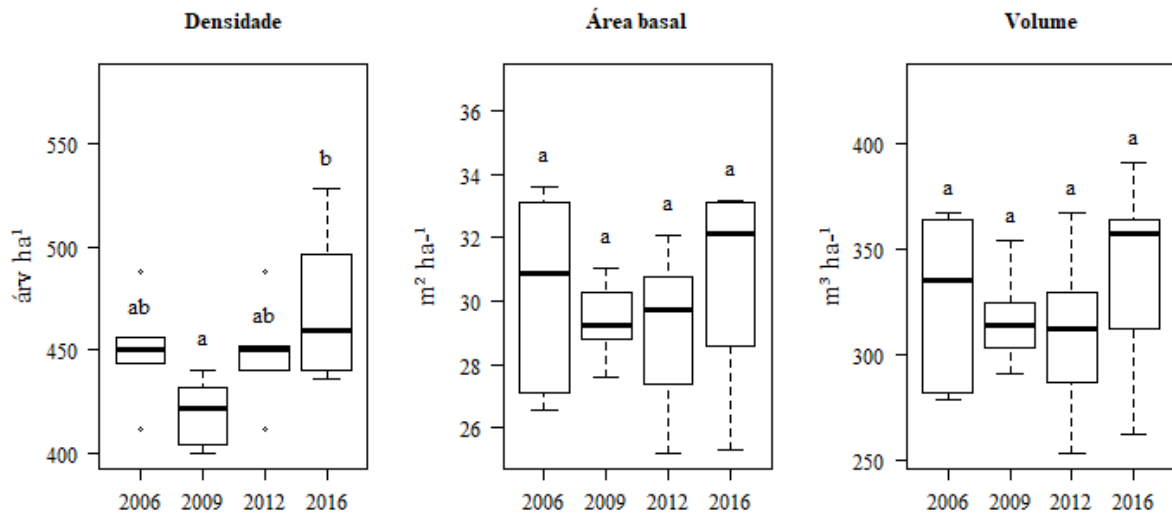 Densidade
árv ha¹
550
500
450
400
ab
a
ab
b
2006 2009 2012 2016
Área basal
m² ha-¹
36
34
32
30
28
26
a
a
a
a
2006 2009 2012 2016
Volume
m³ ha-¹
400
350
300
250
a
a
a
a
2006 2009 2012 2016